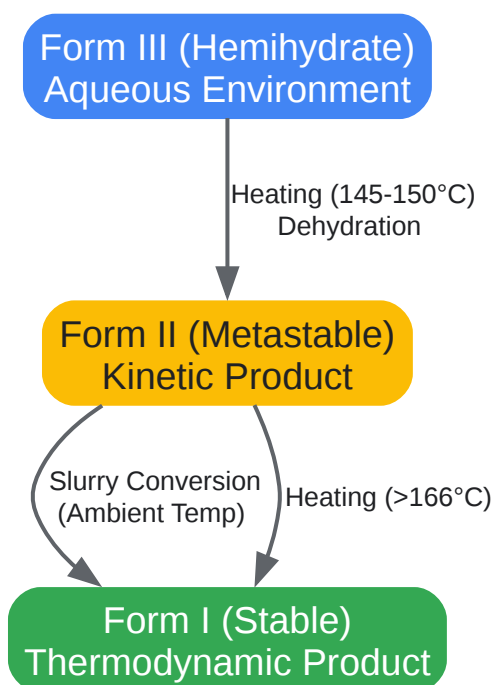 Form III (Hemihydrate)
Aqueous Environment
Heating (145-150°C)
Dehydration
Form II (Metastable)
Kinetic Product
Slurry Conversion
(Ambient Temp)
Heating (>166°C)
Form I (Stable)
Thermodynamic Product